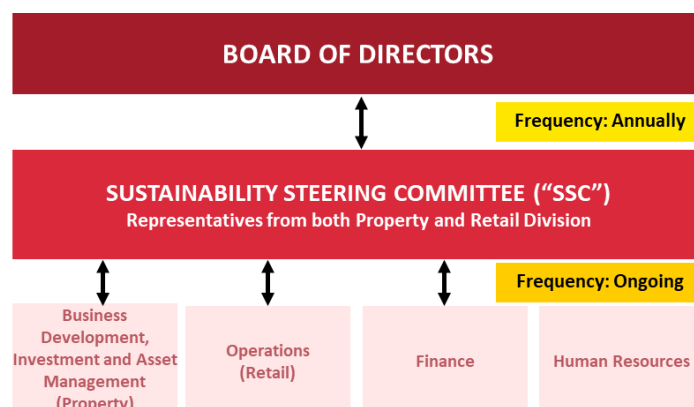 BOARD OF DIRECTORS
Frequency: Annually
SUSTAINABILITY STEERING COMMITTEE (“SSC”)
Representatives from both Property and Retail Division
Frequency: Ongoing
Business
Development,
Investment and Asset
Management
(Property)
Operations
(Retail)
Finance
Human Resources